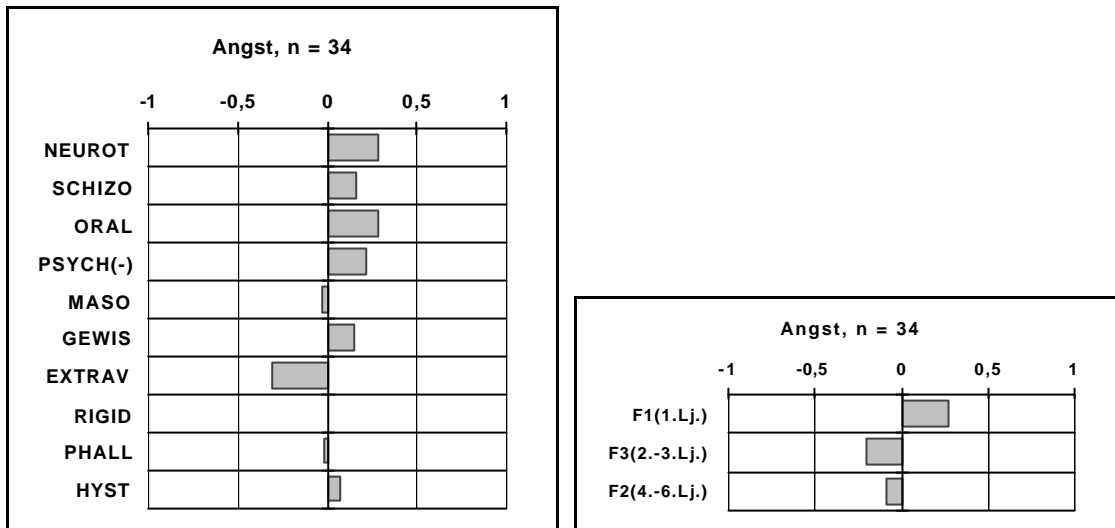 Angst, n = 34
-1 -0,5 0 0,5 1
NEUROT
SCHIZO
ORAL
PSYCH(-)
MASO
GEWIS
EXTRAV
RIGID
PHALL
HYST
Angst, n = 34
-1 -0,5 0 0,5 1
F1(1.Lj.)
F3(2.-3.Lj.)
F2(4.-6.Lj.)